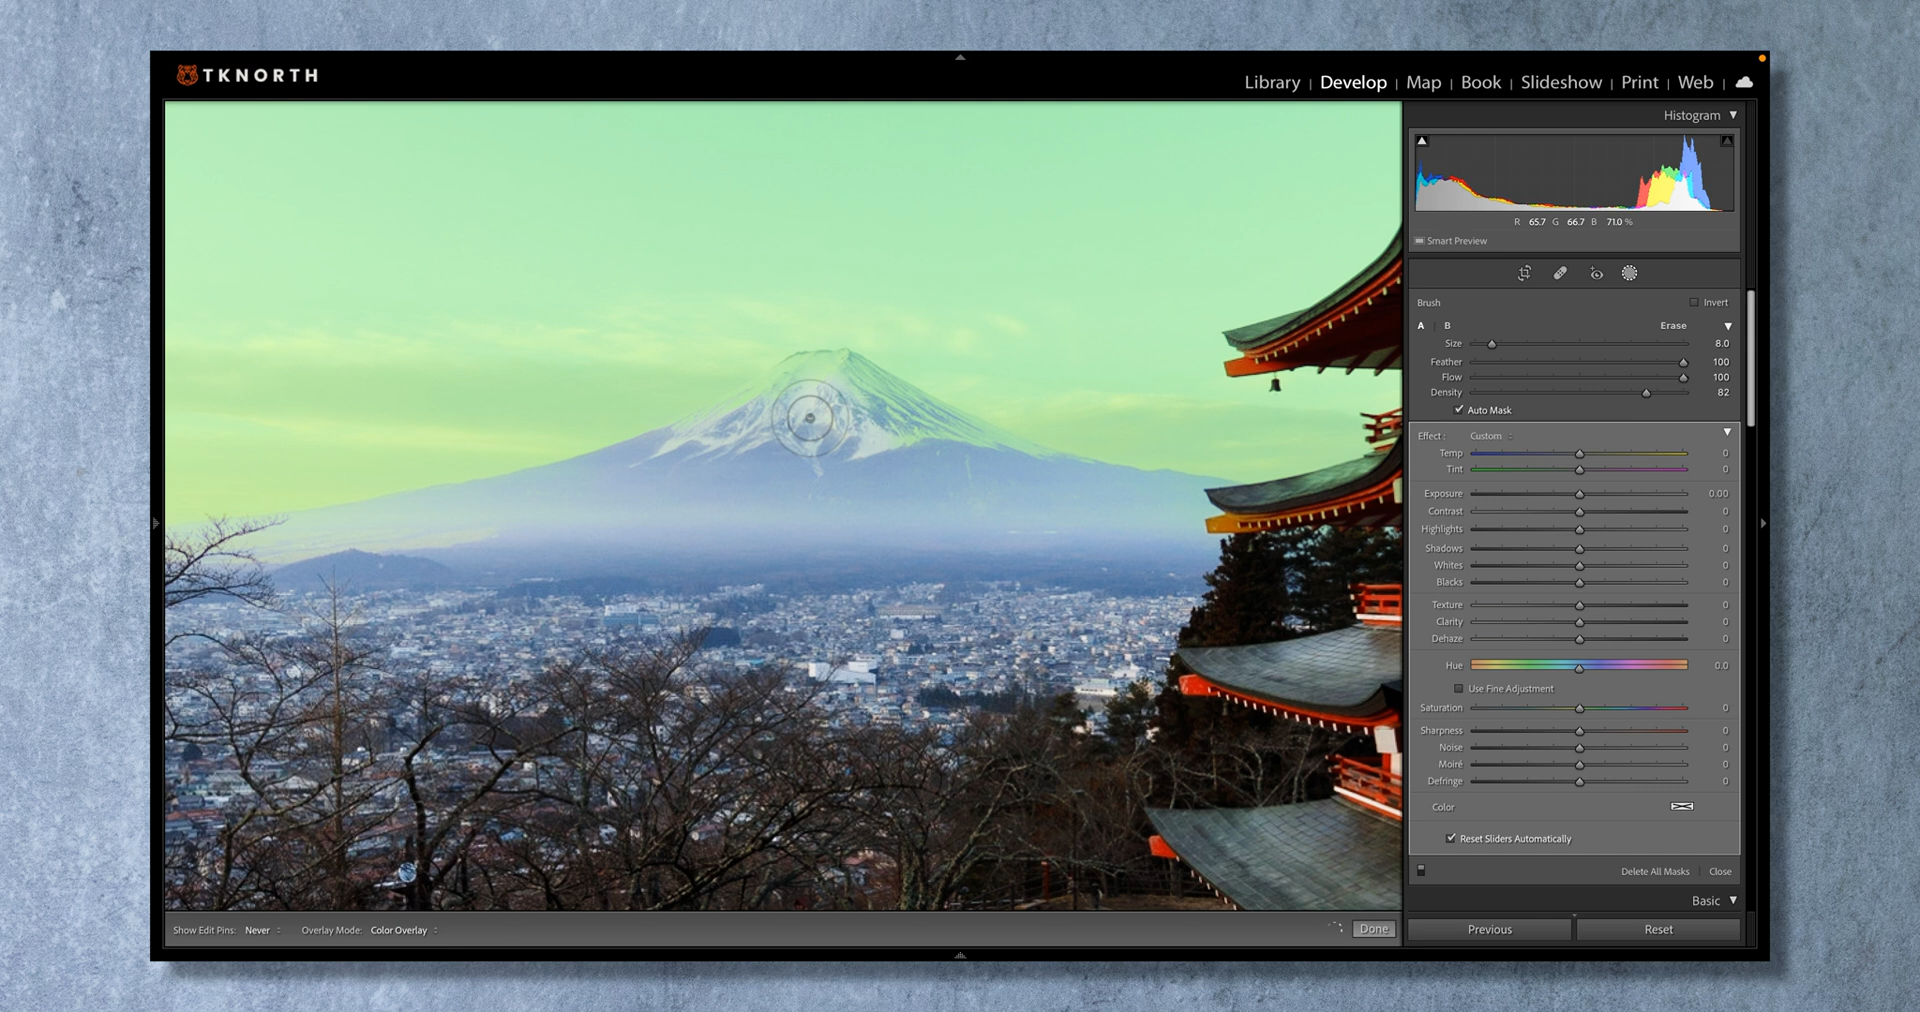 TKNORTH
Library | Develop | Map | Book | Slideshow | Print | Web |
Histogram
R 65.7 G 66.7 B 71.0 %
Smart Preview
Brush Invert
A | B Erase
Size 8.0
Feather 100
Flow 100
Density 82
Auto Mask
Effect : Custom
Temp 0
Tint 0
Exposure 0.00
Contrast 0
Highlights 0
Shadows 0
Whites 0
Blacks 0
Texture 0
Clarity 0
Dehaze 0
Hue 0.0
Use Fine Adjustment
Saturation 0
Sharpness 0
Noise 0
Moiré 0
Defringe 0
Color
Reset Sliders Automatically
Delete All Masks | Close
Basic
Show Edit Pins: Never Overlay Mode: Color Overlay Done
Previous Reset